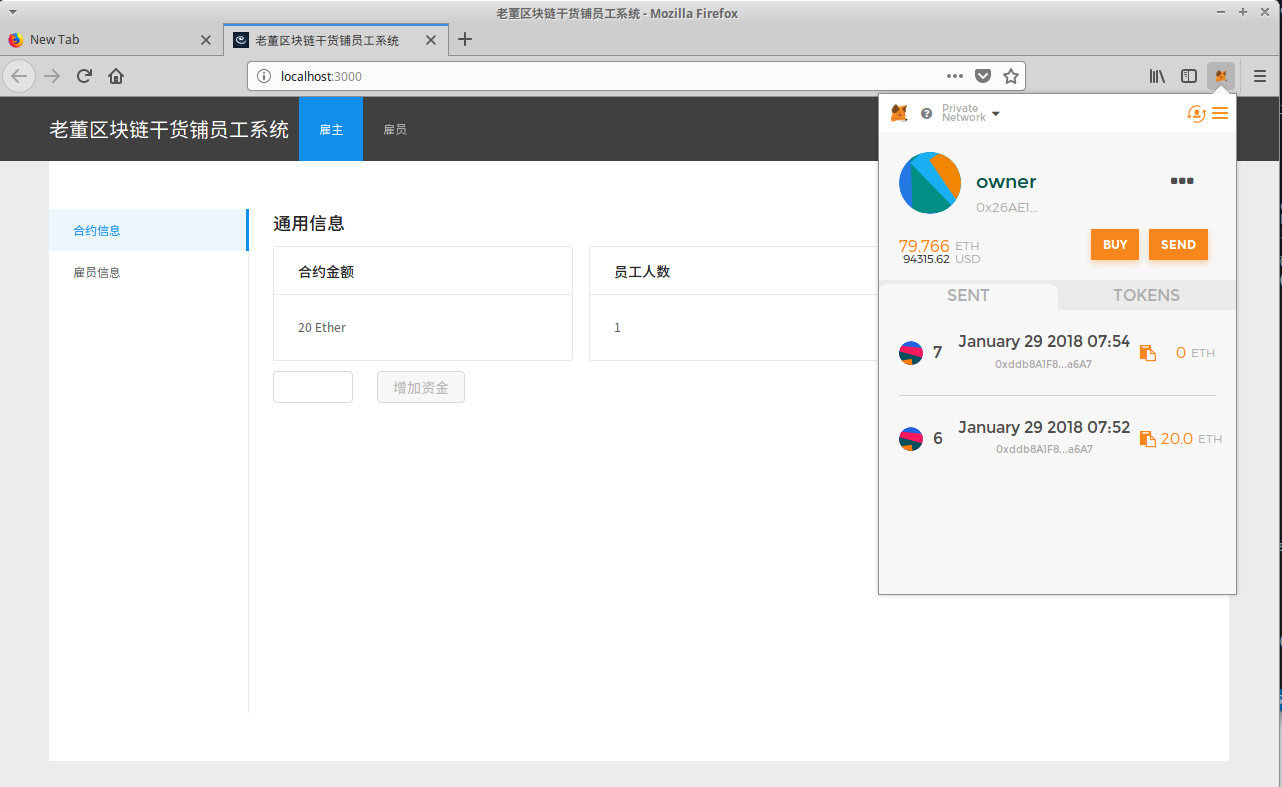 老董区块链干货铺员工系统 - Mozilla Firefox
New Tab
老董区块链干货铺员工系统
localhost:3000
老董区块链干货铺员工系统
雇主
雇员
合约信息
雇员信息
通用信息
合约金额
员工人数
20 Ether
1
增加资金
Private
Network
owner
0x26AE1...
79.766 ETH
94315.62 USD
BUY
SEND
SENT
TOKENS
7
January 29 2018 07:54
0xddb8A1F8...a6A7
0 ETH
6
January 29 2018 07:52
0xddb8A1F8...a6A7
20.0 ETH